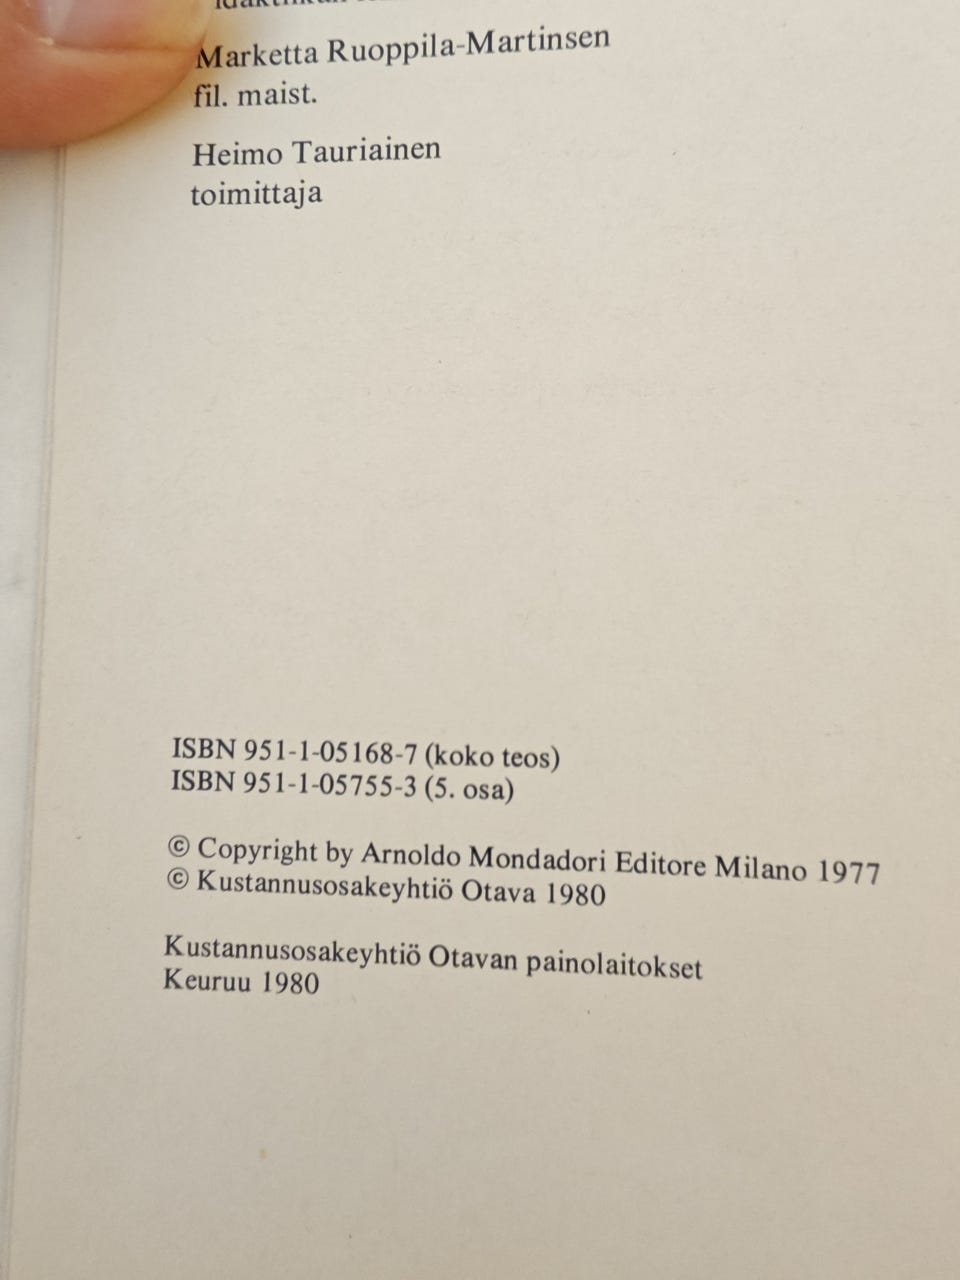 Marketta Ruoppila-Martinsen
fil. maist.
Heimo Tauriainen
toimittaja
ISBN 951-1-05168-7 (koko teos)
ISBN 951-1-05755-3 (5. osa)
© Copyright by Arnoldo Mondadori Editore Milano 1977
© Kustannusosakeyhtiö Otava 1980
Kustannusosakeyhtiö Otavan painolaitokset
Keuruu 1980